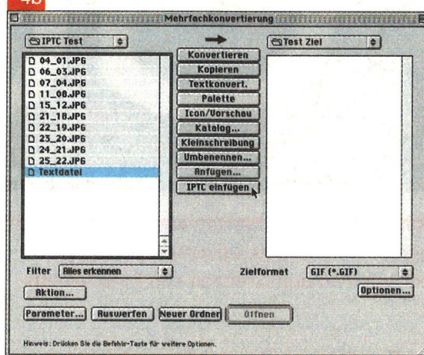 4b
Mehrfachkonvertierung
IPTC Test
Test Ziel
04_01.JPG
06_03.JPG
07_04.JPG
11_08.JPG
15_12.JPG
21_18.JPG
22_19.JPG
23_20.JPG
24_21.JPG
25_22.JPG
Textdatei
Konvertieren
Kopieren
Textkonvert.
Palette
Icon/Vorschau
Katalog...
Kleinschreibung
Umbenennen...
Anfügen...
IPTC einfügen
Filter
Alles erkennen
Zielformat
GIF (*.GIF)
Aktion...
Optionen...
Parameter...
Auswerfen
Neuer Ordner
Öffnen
Hinweis: Drücken Sie die Befehls-Taste für weitere Optionen.